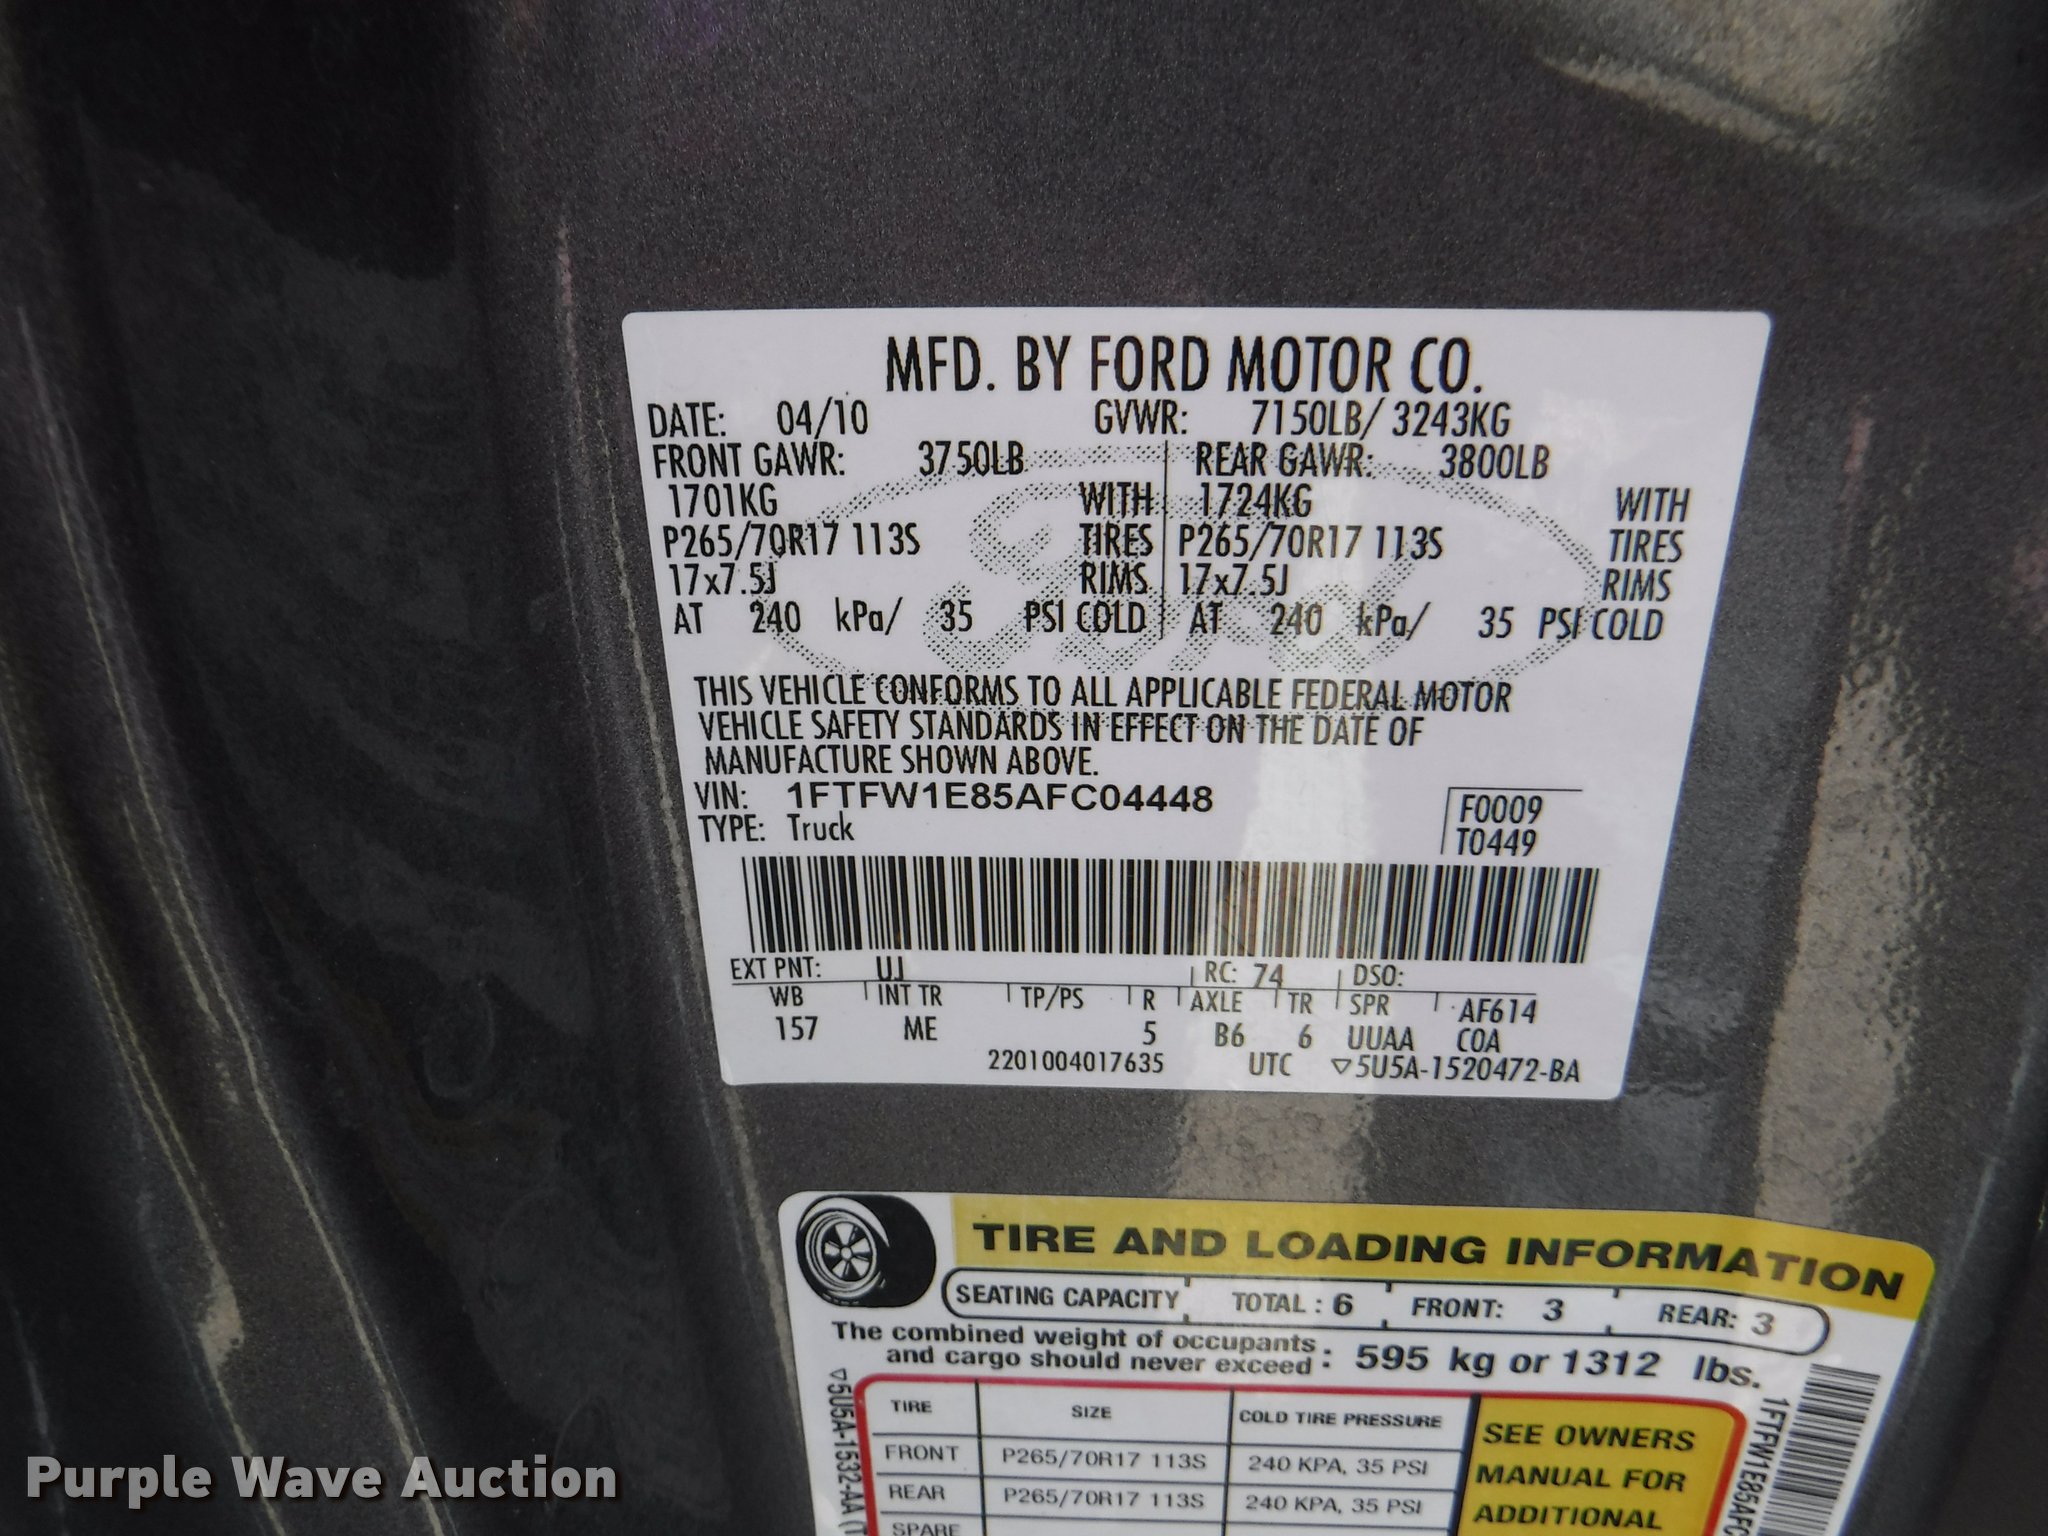 MFD. BY FORD MOTOR CO.
DATE: 04/10 GVWR: 7150LB/ 3243KG
FRONT GAWR: 3750LB REAR GAWR: 3800LB
1701KG WITH 1724KG WITH
P265/70R17 113S TIRES P265/70R17 113S TIRES
17x7.5J RIMS 17x7.5J RIMS
AT 240 kPa/ 35 PSI COLD AT 240 kPa/ 35 PSI COLD
Ford
THIS VEHICLE CONFORMS TO ALL APPLICABLE FEDERAL MOTOR
VEHICLE SAFETY STANDARDS IN EFFECT ON THE DATE OF
MANUFACTURE SHOWN ABOVE.
VIN: 1FTFW1E85AFC04448 F0009
TYPE: Truck T0449
EXT PNT: UJ RC: 74 DSO:
WB INT TR TP/PS R AXLE TR SPR AF614
157 ME 5 B6 6 UUAA COA
2201004017635 UTC ▽5U5A-1520472-BA
TIRE AND LOADING INFORMATION
SEATING CAPACITY TOTAL : 6 FRONT: 3 REAR: 3
The combined weight of occupants
and cargo should never exceed : 595 kg or 1312 lbs.
TIRE SIZE COLD TIRE PRESSURE
FRONT P265/70R17 113S 240 KPA, 35 PSI
REAR P265/70R17 113S 240 KPA, 35 PSI
SPARE
SEE OWNERS
MANUAL FOR
ADDITIONAL
▽5U5A-1532-AA (T
1FTFW1E85AFC
Purple Wave Auction